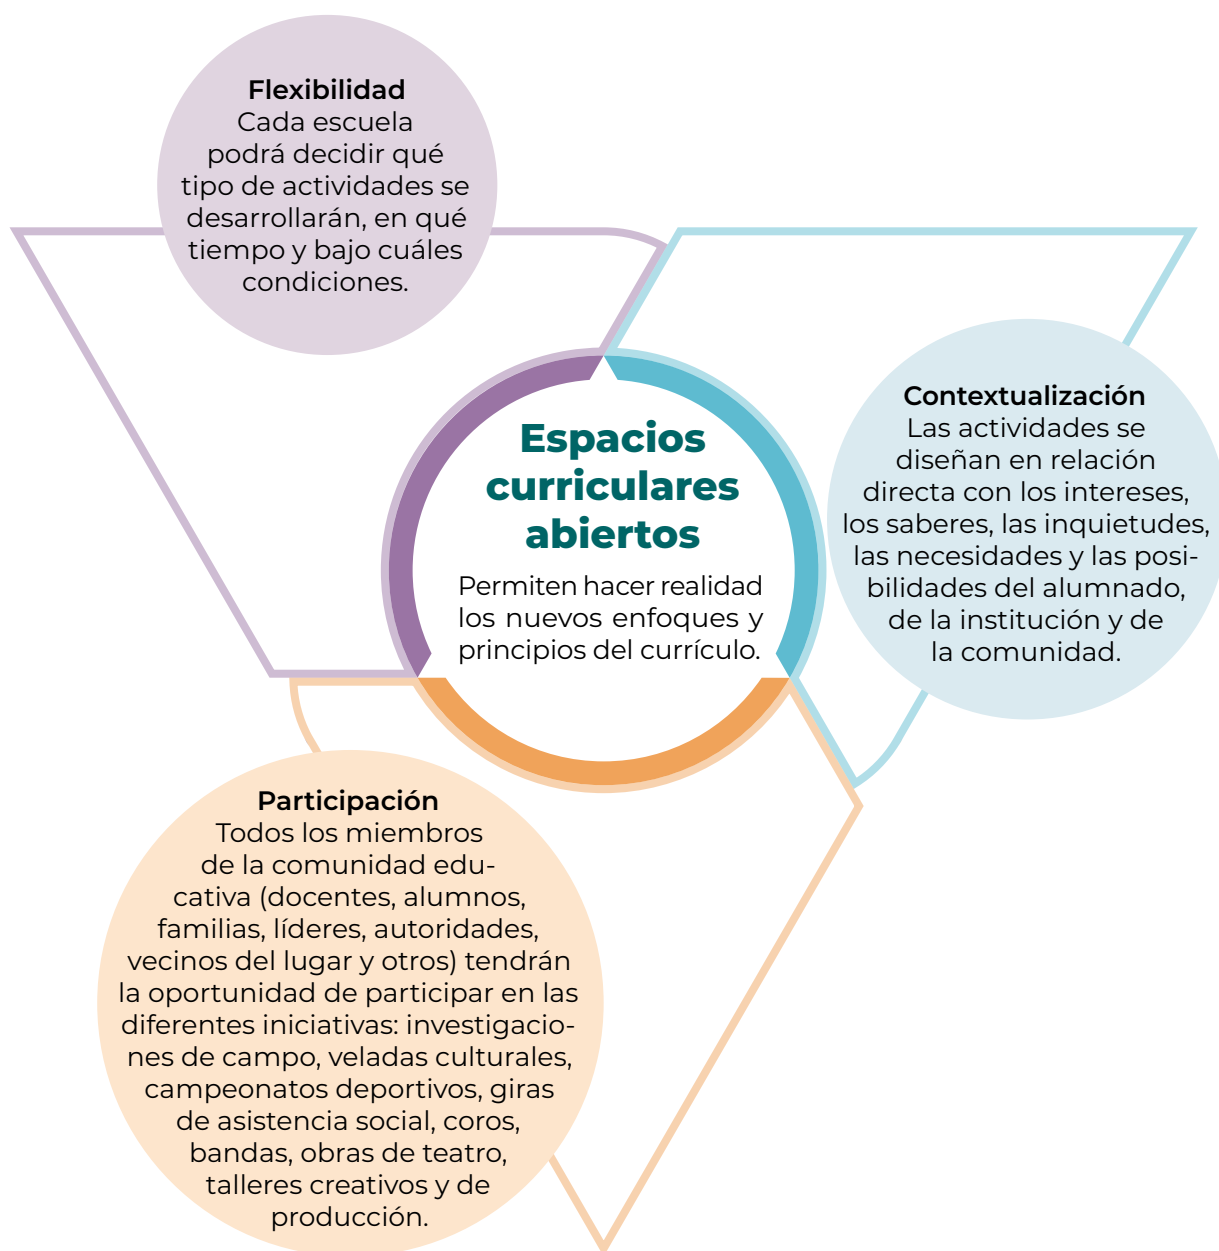 Flexibilidad
Cada escuela
podrá decidir qué
tipo de actividades se
desarrollarán, en qué
tiempo y bajo cuáles
condiciones.
Espacios
curriculares
abiertos
Permiten hacer realidad
los nuevos enfoques y
principios del currículo.
Contextualización
Las actividades se
diseñan en relación
directa con los intereses,
los saberes, las inquietudes,
las necesidades y las posi-
bilidades del alumnado,
de la institución y de
la comunidad.
Participación
Todos los miembros
de la comunidad edu-
cativa (docentes, alumnos,
familias, líderes, autoridades,
vecinos del lugar y otros) tendrán
la oportunidad de participar en las
diferentes iniciativas: investigacio-
nes de campo, veladas culturales,
campeonatos deportivos, giras
de asistencia social, coros,
bandas, obras de teatro,
talleres creativos y de
producción.